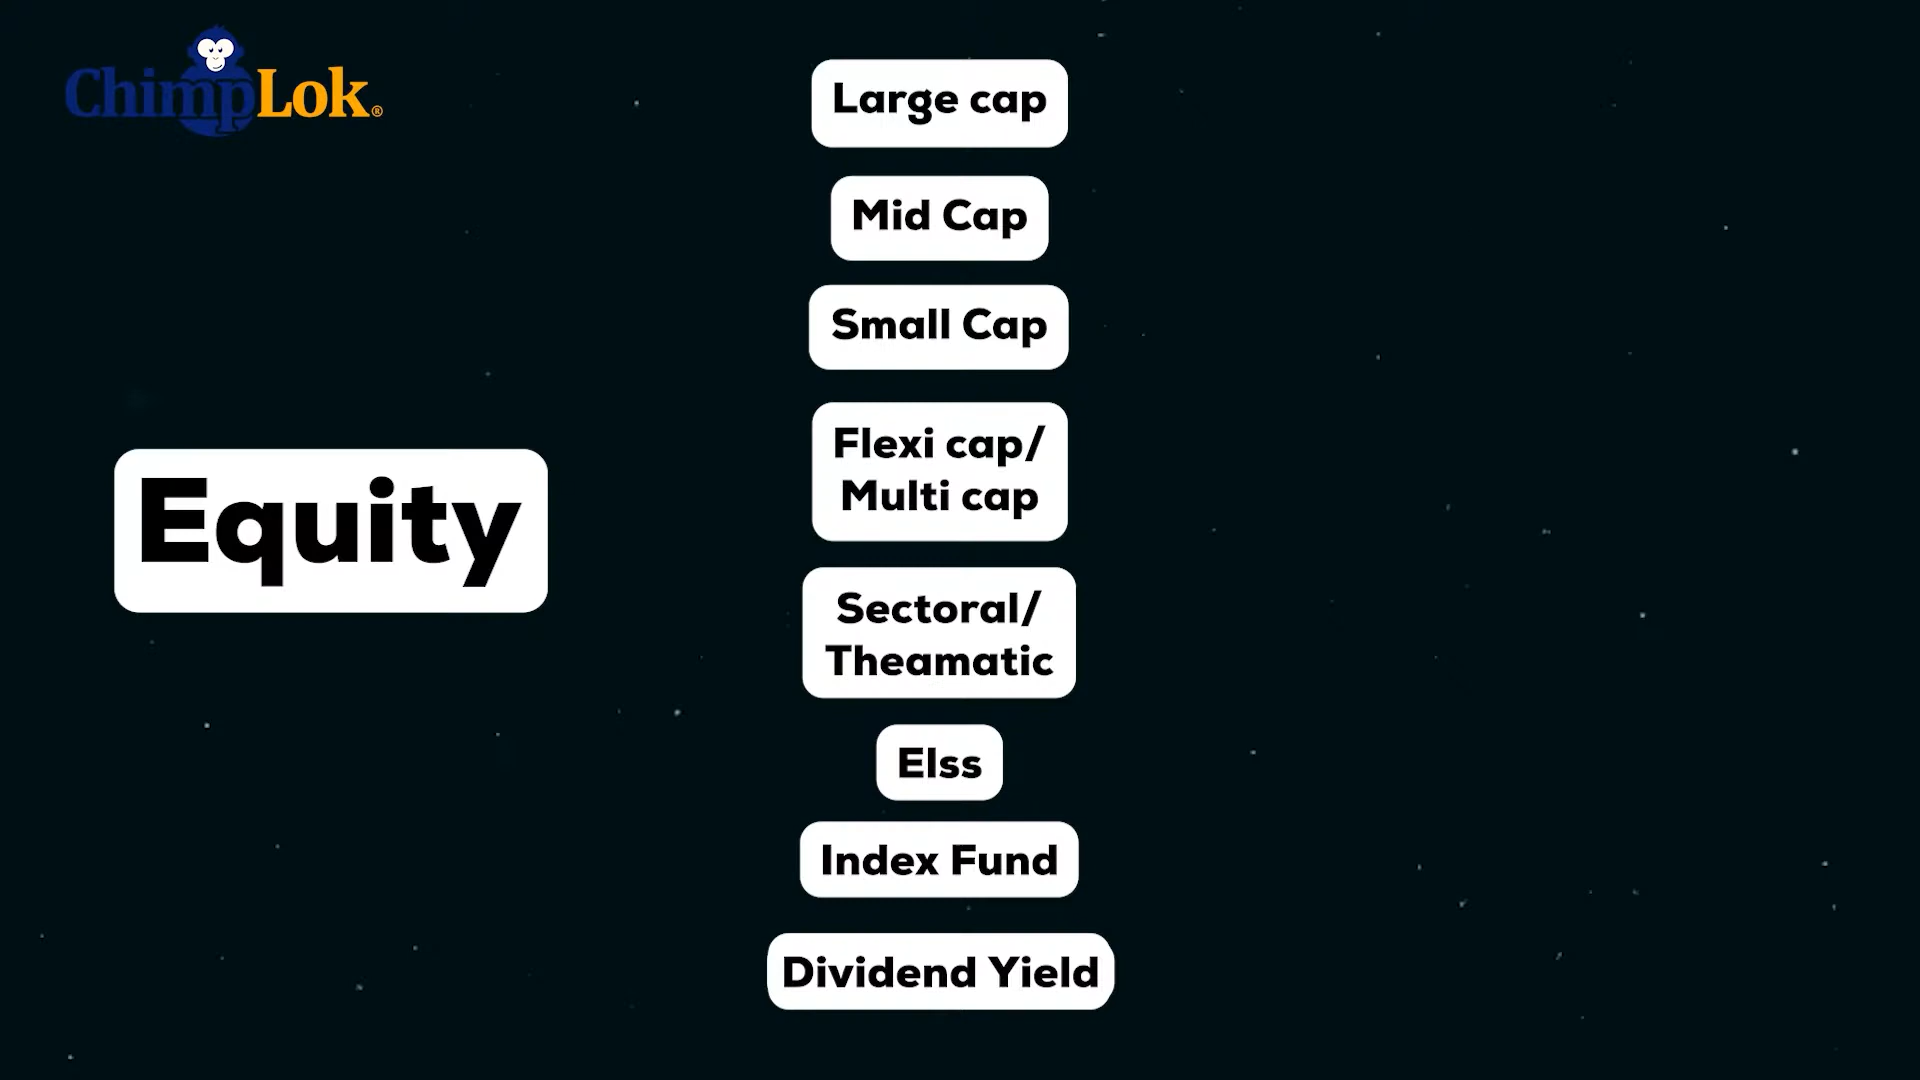 ChimpLok®
Large cap
Mid Cap
Small Cap
Flexi cap/
Multi cap
Equity
Sectoral/
Theamatic
Elss
Index Fund
Dividend Yield